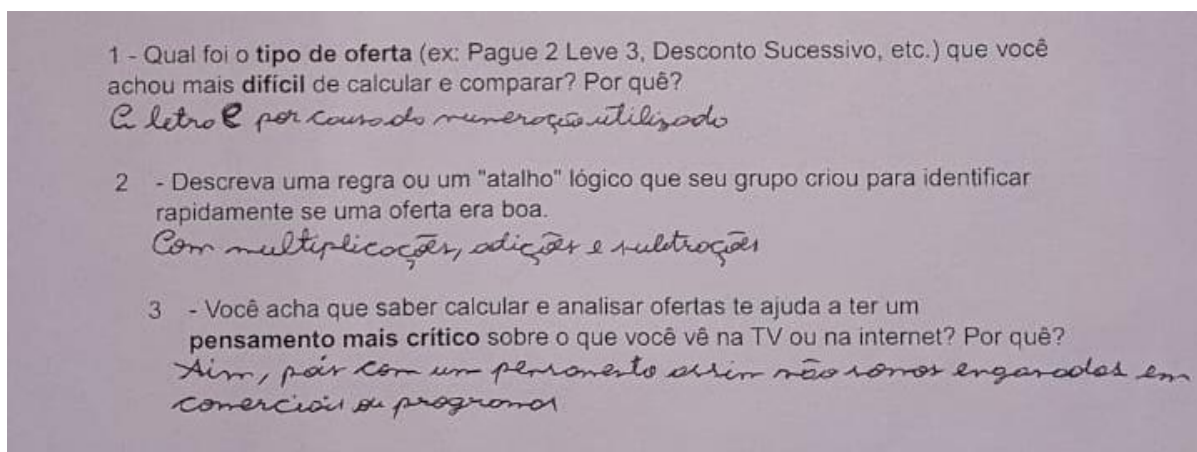 1 - Qual foi o tipo de oferta (ex: Pague 2 Leve 3, Desconto Sucessivo, etc.) que você
achou mais difícil de calcular e comparar? Por quê?
A letra C por causa da numeração utilizada
2 - Descreva uma regra ou um "atalho" lógico que seu grupo criou para identificar
rapidamente se uma oferta era boa.
Com multiplicações, adições e subtrações
3 - Você acha que saber calcular e analisar ofertas te ajuda a ter um
pensamento mais crítico sobre o que você vê na TV ou na internet? Por quê?
Sim, pois com um pensamento assim não somos enganados em
comerciais ou programas